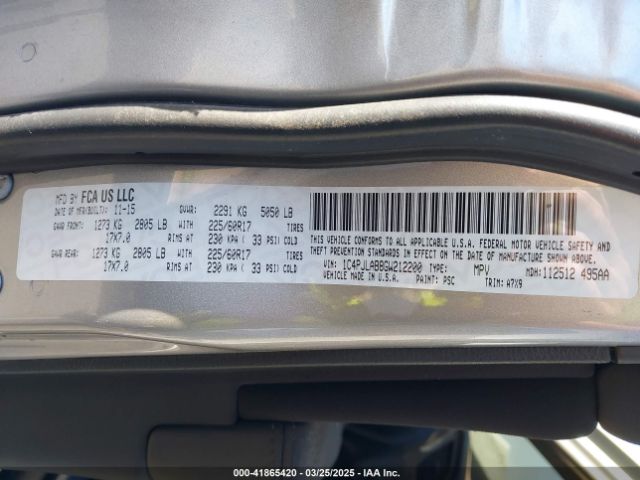 MFD BY FCA US LLC
DATE OF MFR(BUILT): 11-15 GVWR: 2291 KG 5050 LB
GAWR FRONT: 1273 KG 2805 LB WITH 225/60R17 TIRES
17X7.0 RIMS AT 230 KPA ( 33 PSI) COLD
GAWR REAR: 1273 KG 2805 LB WITH 225/60R17 TIRES
17X7.0 RIMS AT 230 KPA ( 33 PSI) COLD
THIS VEHICLE CONFORMS TO ALL APPLICABLE U.S.A. FEDERAL MOTOR VEHICLE SAFETY AND
THEFT PREVENTION STANDARDS IN EFFECT ON THE DATE OF MANUFACTURE SHOWN ABOVE.
VIN: 1C4PJLAB8GW212200 TYPE: MPV MDH: 112512 495AA
VEHICLE MADE IN U.S.A. PAINT: PSC TRIM: A7X9
000-41865420 | 03/25/2025 | IAA, Inc.